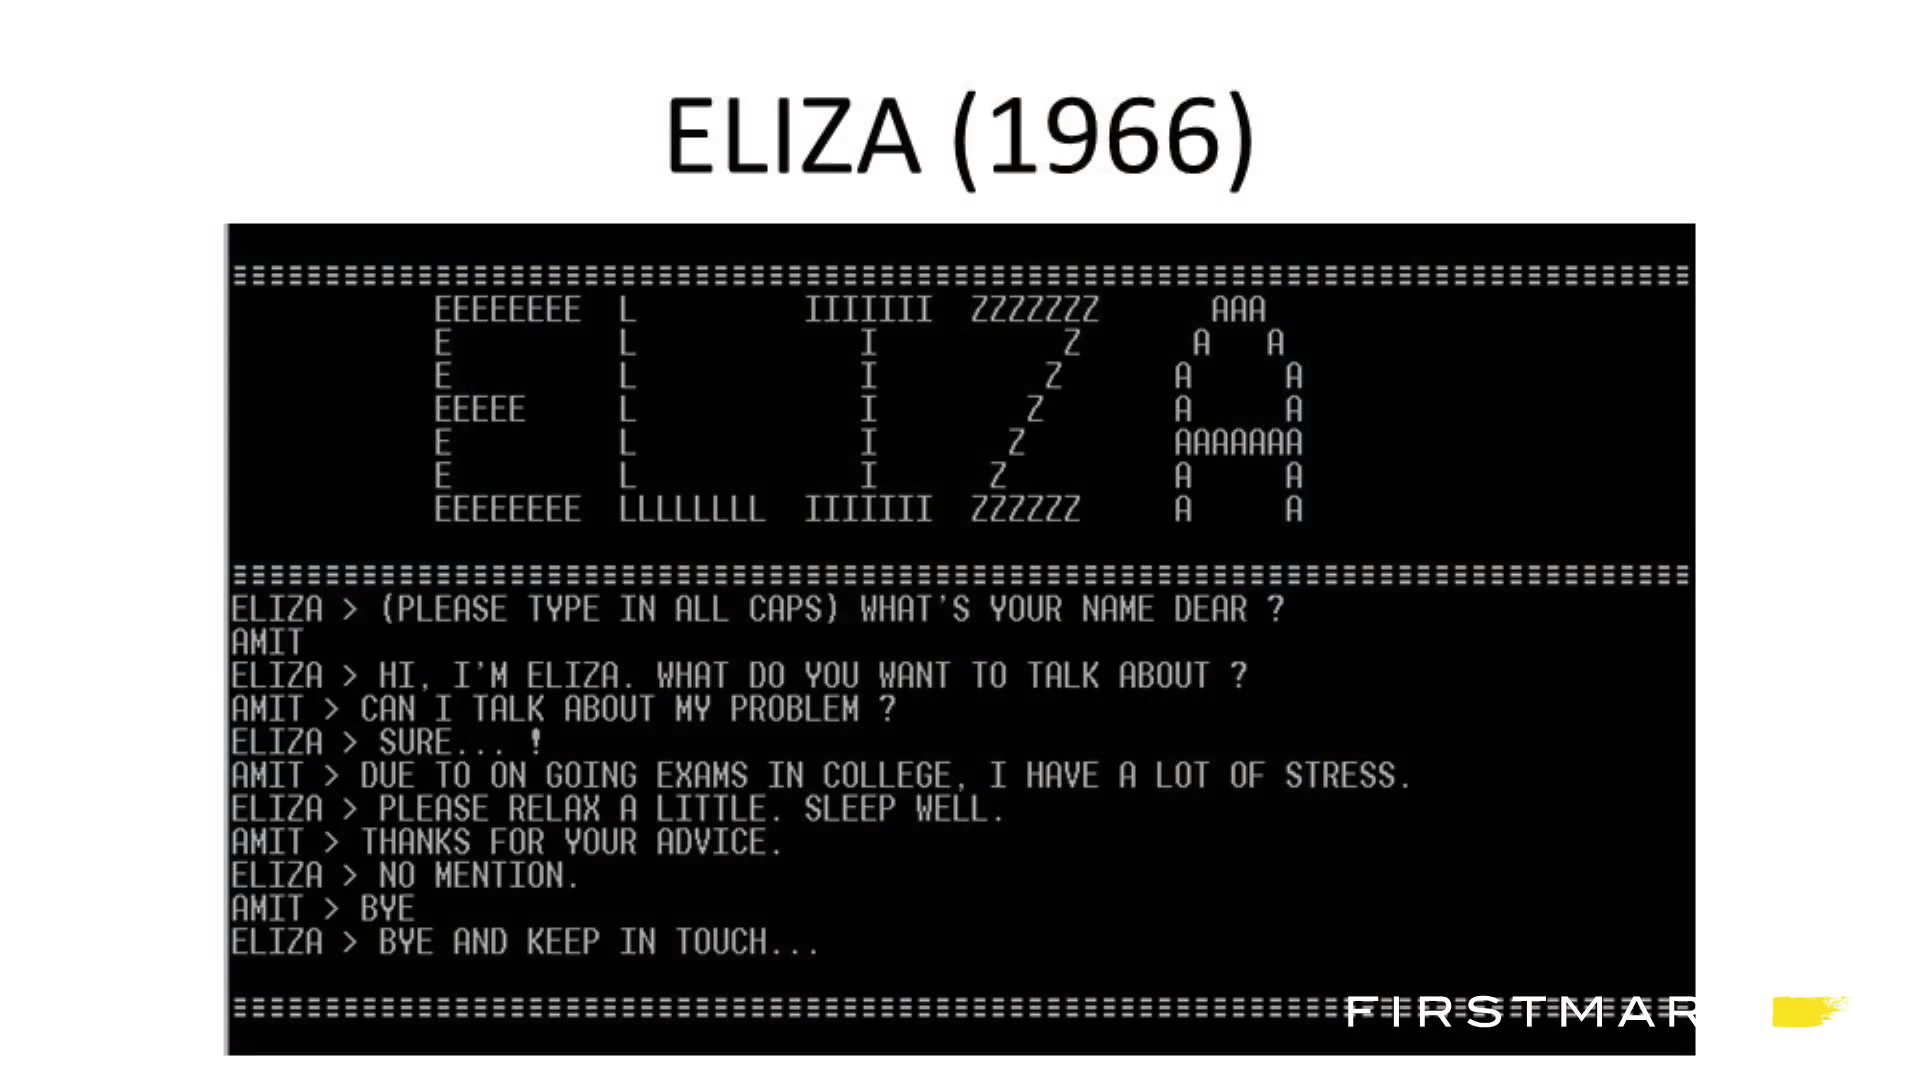 ELIZA (1966)
==============================================================================
EEEEEEEE L IIIIIII ZZZZZZZ AAA
E L I Z A A
E L I Z A A
EEEEE L I Z A A
E L I Z AAAAAAA
E L I Z A A
EEEEEEEE LLLLLLLL IIIIIII ZZZZZZ A A
==============================================================================
ELIZA > (PLEASE TYPE IN ALL CAPS) WHAT'S YOUR NAME DEAR ?
AMIT
ELIZA > HI, I'M ELIZA. WHAT DO YOU WANT TO TALK ABOUT ?
AMIT > CAN I TALK ABOUT MY PROBLEM ?
ELIZA > SURE... !
AMIT > DUE TO ON GOING EXAMS IN COLLEGE, I HAVE A LOT OF STRESS.
ELIZA > PLEASE RELAX A LITTLE. SLEEP WELL.
AMIT > THANKS FOR YOUR ADVICE.
ELIZA > NO MENTION.
AMIT > BYE
ELIZA > BYE AND KEEP IN TOUCH...
==============================================================================
FIRSTMAR